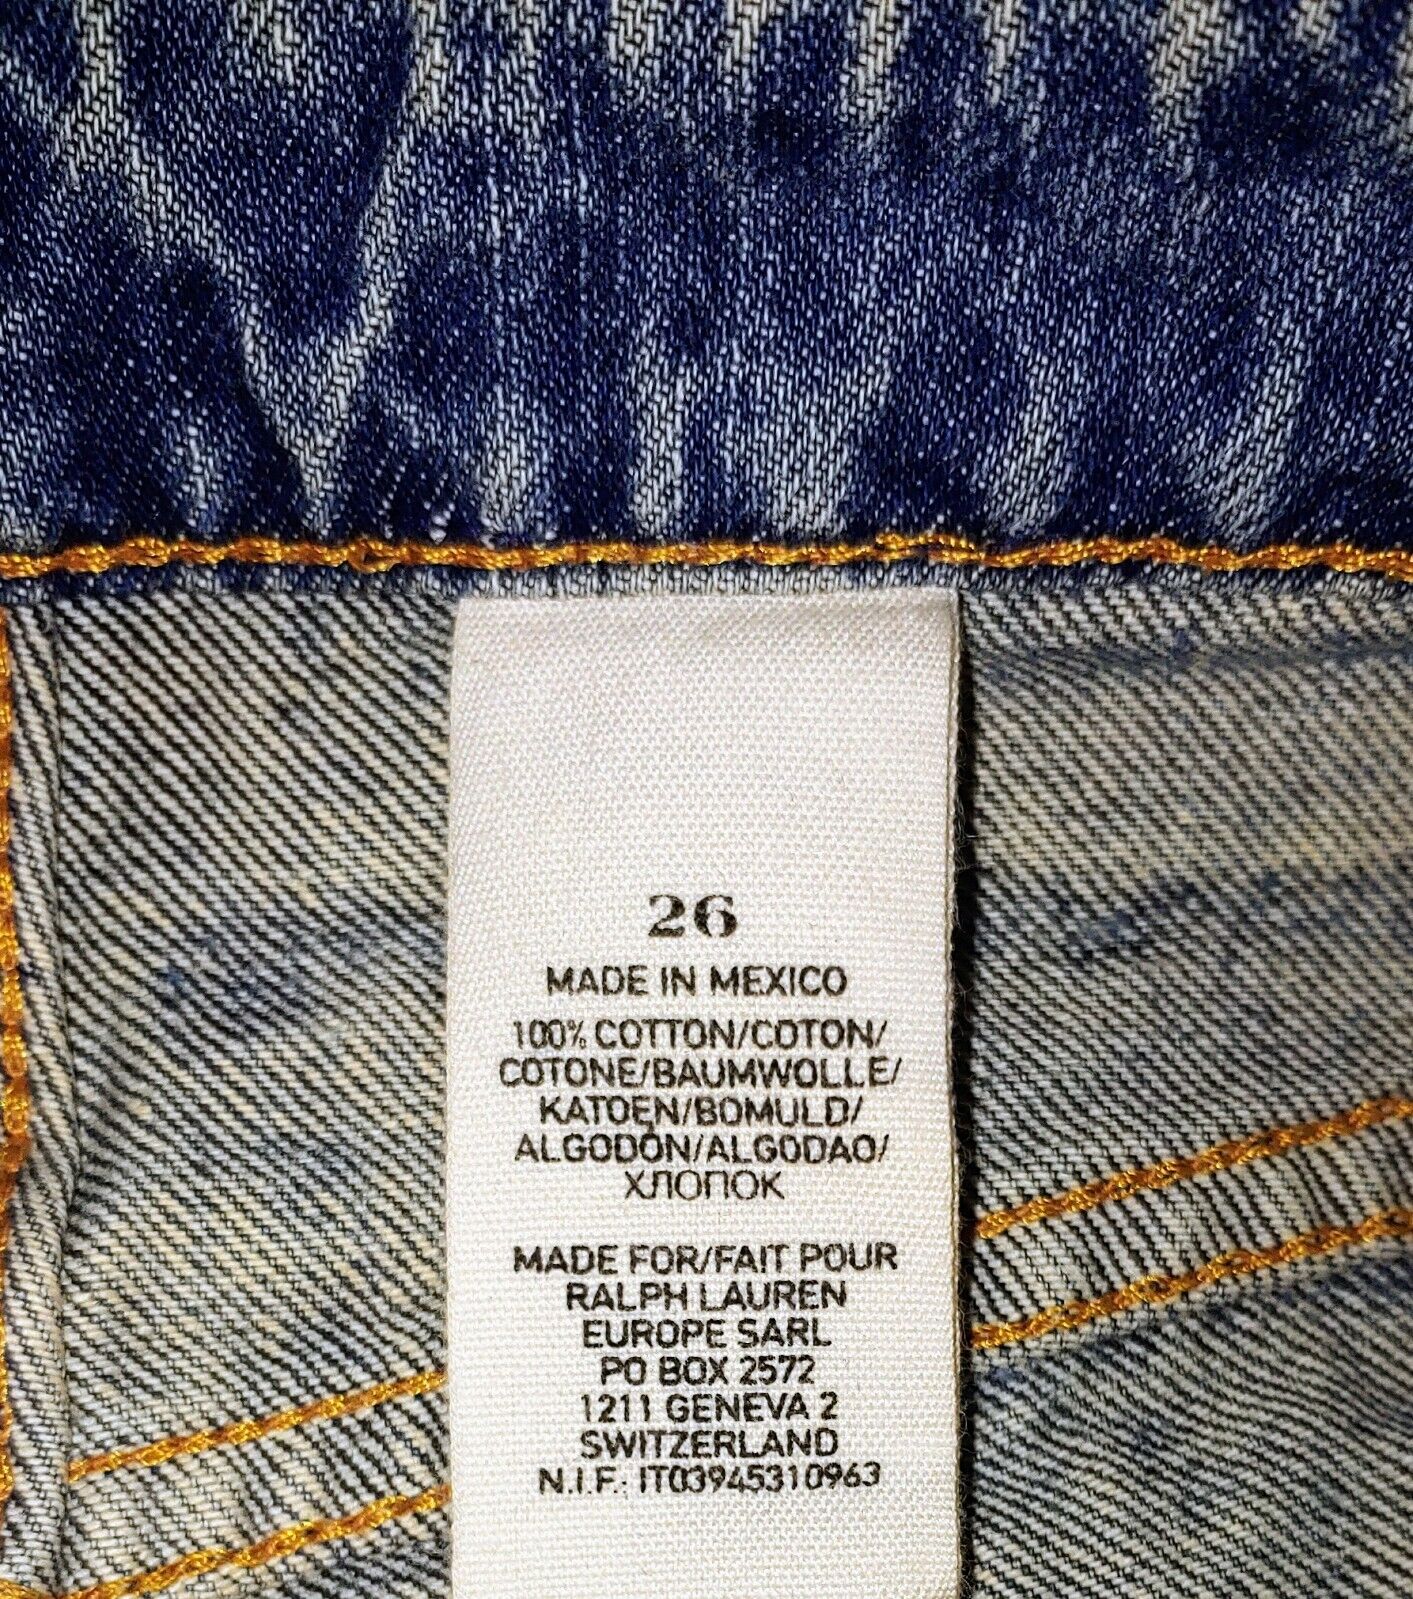 26
MADE IN MEXICO
100% COTTON/COTON/
COTONE/BAUMWOLLE/
KATOEN/BOMULD/
ALGODÓN/ALGODAO/
ХЛОПОК
MADE FOR/FAIT POUR
RALPH LAUREN
EUROPE SARL
PO BOX 2572
1211 GENEVA 2
SWITZERLAND
N.I.F.: IT03945310963